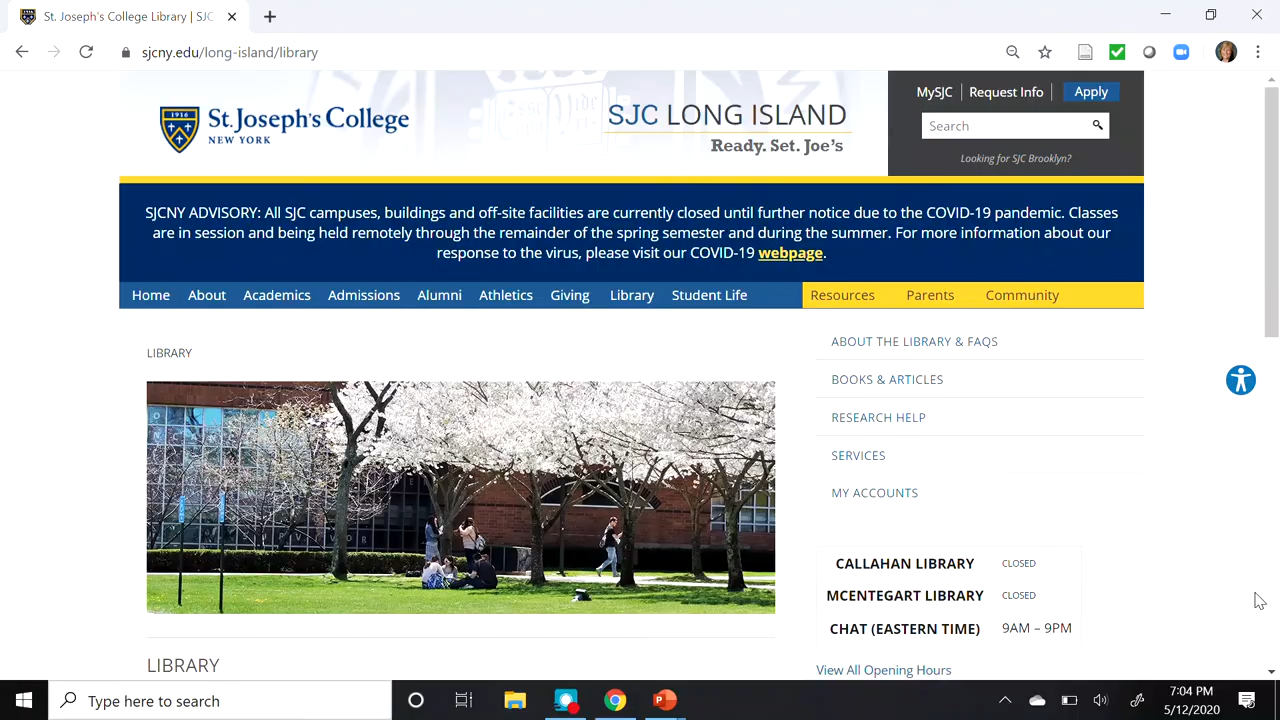 St. Joseph's College Library | SJC
sjcny.edu/long-island/library
1916
St. Joseph's College
NEW YORK
SJC LONG ISLAND
Ready. Set. Joe's
MySJC
Request Info
Apply
Search
Looking for SJC Brooklyn?
SJCNY ADVISORY: All SJC campuses, buildings and off-site facilities are currently closed until further notice due to the COVID-19 pandemic. Classes
are in session and being held remotely through the remainder of the spring semester and during the summer. For more information about our
response to the virus, please visit our COVID-19 webpage.
Home About Academics Admissions Alumni Athletics Giving Library Student Life Resources Parents Community
LIBRARY
ABOUT THE LIBRARY & FAQS
BOOKS & ARTICLES
RESEARCH HELP
SERVICES
MY ACCOUNTS
CALLAHAN LIBRARY CLOSED
MCENTEGART LIBRARY CLOSED
CHAT (EASTERN TIME) 9AM – 9PM
View All Opening Hours
LIBRARY
Type here to search
7:04 PM
5/12/2020